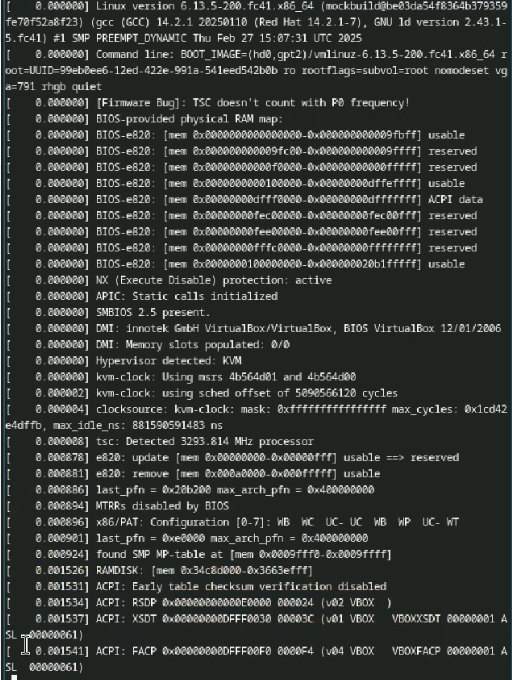 [    0.000000] Linux version 6.13.5-200.fc41.x86_64 (mockbuild@be03da54f8364b379359
fe70f52a8f23) (gcc (GCC) 14.2.1 20250110 (Red Hat 14.2.1-7), GNU ld version 2.43.1-
5.fc41) #1 SMP PREEMPT_DYNAMIC Thu Feb 27 15:07:31 UTC 2025
[    0.000000] Command line: BOOT_IMAGE=(hd0,gpt2)/vmlinuz-6.13.5-200.fc41.x86_64 r
oot=UUID=99eb0ee6-12ed-422e-991a-541eed542b0b ro rootflags=subvol=root nomodeset vg
a=791 rhgb quiet
[    0.000000] [Firmware Bug]: TSC doesn't count with P0 frequency!
[    0.000000] BIOS-provided physical RAM map:
[    0.000000] BIOS-e820: [mem 0x0000000000000000-0x000000000009fbff] usable
[    0.000000] BIOS-e820: [mem 0x000000000009fc00-0x000000000009ffff] reserved
[    0.000000] BIOS-e820: [mem 0x00000000000f0000-0x00000000000fffff] reserved
[    0.000000] BIOS-e820: [mem 0x0000000000100000-0x00000000dffeffff] usable
[    0.000000] BIOS-e820: [mem 0x00000000dfff0000-0x00000000dfffffff] ACPI data
[    0.000000] BIOS-e820: [mem 0x00000000fec00000-0x00000000fec00fff] reserved
[    0.000000] BIOS-e820: [mem 0x00000000fee00000-0x00000000fee00fff] reserved
[    0.000000] BIOS-e820: [mem 0x00000000fffc0000-0x00000000ffffffff] reserved
[    0.000000] BIOS-e820: [mem 0x0000000100000000-0x000000020b1fffff] usable
[    0.000000] NX (Execute Disable) protection: active
[    0.000000] APIC: Static calls initialized
[    0.000000] SMBIOS 2.5 present.
[    0.000000] DMI: innotek GmbH VirtualBox/VirtualBox, BIOS VirtualBox 12/01/2006
[    0.000000] DMI: Memory slots populated: 0/0
[    0.000000] Hypervisor detected: KVM
[    0.000000] kvm-clock: Using msrs 4b564d01 and 4b564d00
[    0.000002] kvm-clock: using sched offset of 5090566120 cycles
[    0.000004] clocksource: kvm-clock: mask: 0xffffffffffffffff max_cycles: 0x1cd42
e4dffb, max_idle_ns: 881590591483 ns
[    0.000008] tsc: Detected 3293.814 MHz processor
[    0.000878] e820: update [mem 0x00000000-0x00000fff] usable ==> reserved
[    0.000881] e820: remove [mem 0x000a0000-0x000fffff] usable
[    0.000886] last_pfn = 0x20b200 max_arch_pfn = 0x400000000
[    0.000894] MTRRs disabled by BIOS
[    0.000896] x86/PAT: Configuration [0-7]: WB  WC  UC- UC  WB  WP  UC- WT
[    0.000901] last_pfn = 0xe0000 max_arch_pfn = 0x400000000
[    0.000924] found SMP MP-table at [mem 0x0009fff0-0x0009ffff]
[    0.001526] RAMDISK: [mem 0x34c8d000-0x3663efff]
[    0.001531] ACPI: Early table checksum verification disabled
[    0.001534] ACPI: RSDP 0x00000000000E0000 000024 (v02 VBOX  )
[    0.001537] ACPI: XSDT 0x00000000DFFF0030 00003C (v01 VBOX   VBOXXSDT 00000001 A
SL  00000061)
[    0.001541] ACPI: FACP 0x00000000DFFF00F0 0000F4 (v04 VBOX   VBOXFACP 00000001 A
SL  00000061)